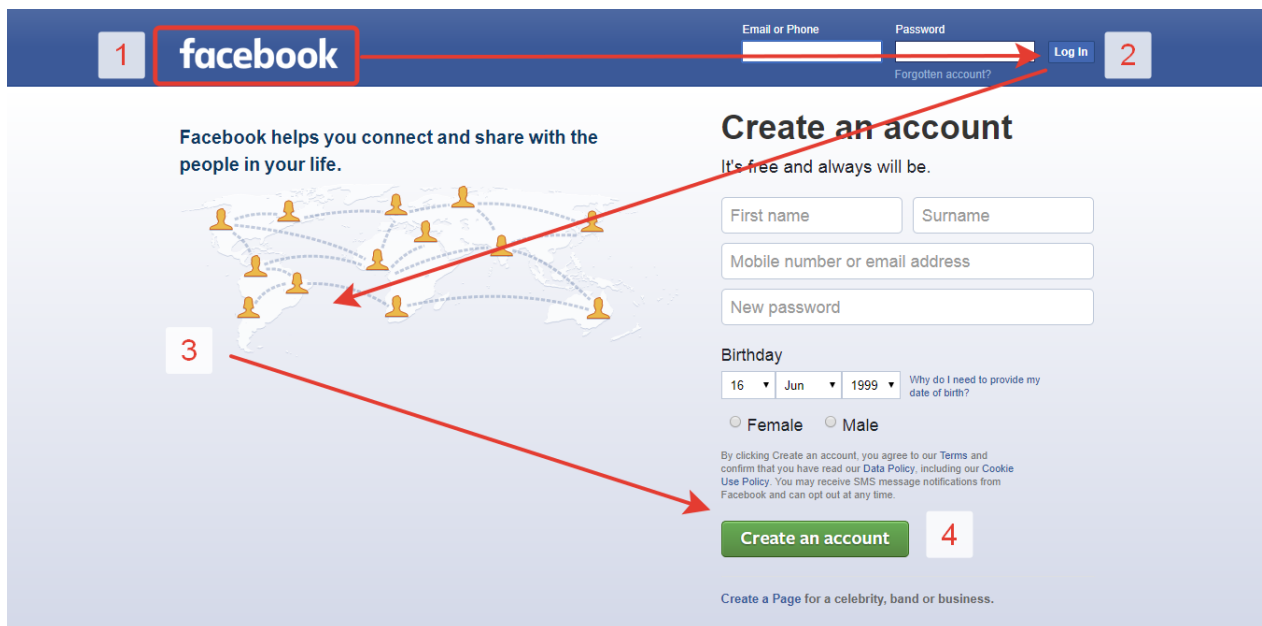 1
facebook
Email or Phone
Password
Log In
2
Forgotten account?
Facebook helps you connect and share with the
people in your life.
3
Create an account
It's free and always will be.
First name
Surname
Mobile number or email address
New password
Birthday
16 Jun 1999
Why do I need to provide my
date of birth?
Female Male
By clicking Create an account, you agree to our Terms and
confirm that you have read our Data Policy, including our Cookie
Use Policy. You may receive SMS message notifications from
Facebook and can opt out at any time.
Create an account
4
Create a Page for a celebrity, band or business.